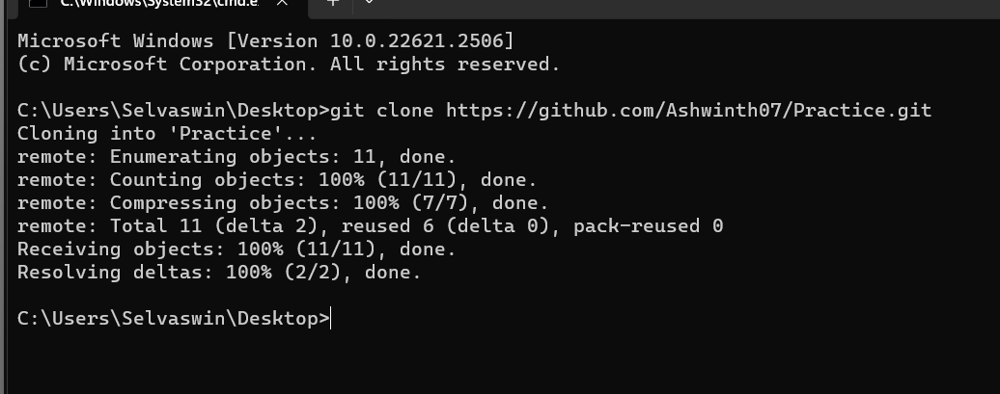 C:\Windows\System32\cmd.e
Microsoft Windows [Version 10.0.22621.2506]
(c) Microsoft Corporation. All rights reserved.
C:\Users\Selvaswin\Desktop>git clone https://github.com/Ashwinth07/Practice.git
Cloning into 'Practice'...
remote: Enumerating objects: 11, done.
remote: Counting objects: 100% (11/11), done.
remote: Compressing objects: 100% (7/7), done.
remote: Total 11 (delta 2), reused 6 (delta 0), pack-reused 0
Receiving objects: 100% (11/11), done.
Resolving deltas: 100% (2/2), done.
C:\Users\Selvaswin\Desktop>